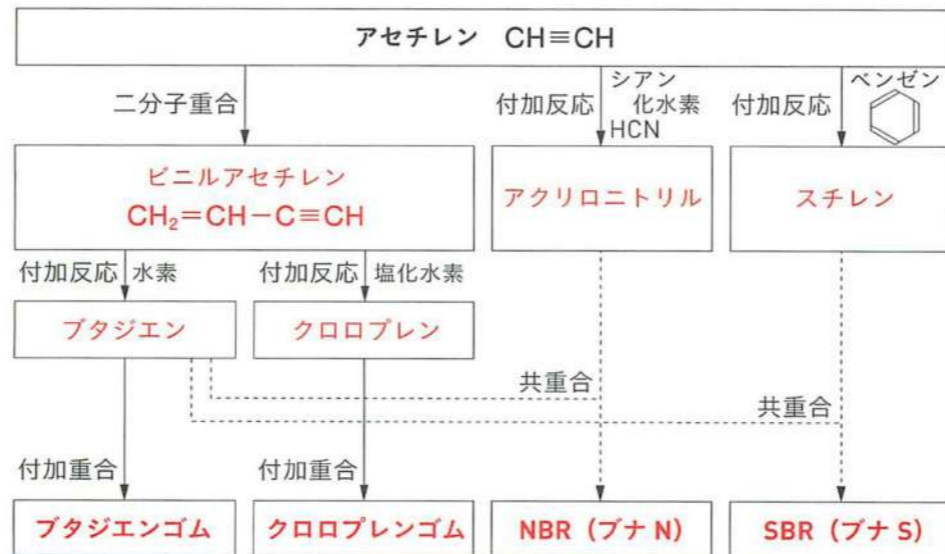 アセチレン CH≡CH
二分子重合
付加反応
シアン
化水素
HCN
付加反応
ベンゼン
ビニルアセチレン
CH₂=CH−C≡CH
アクリロニトリル
スチレン
付加反応 水素
付加反応 塩化水素
ブタジエン
クロロプレン
共重合
共重合
付加重合
付加重合
ブタジエンゴム
クロロプレンゴム
NBR(ブナ N)
SBR(ブナ S)